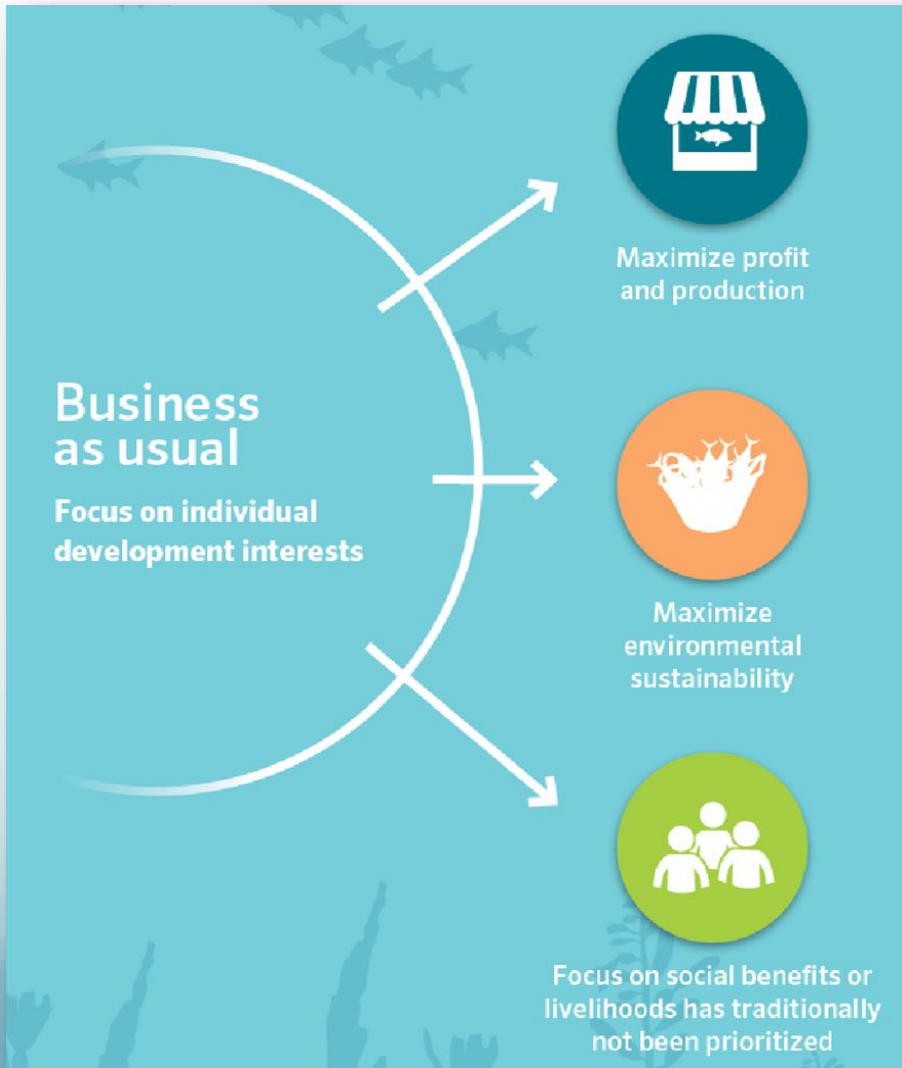 Business
as usual
Focus on individual
development interests
Maximize profit
and production
Maximize
environmental
sustainability
Focus on social benefits or
livelihoods has traditionally
not been prioritized